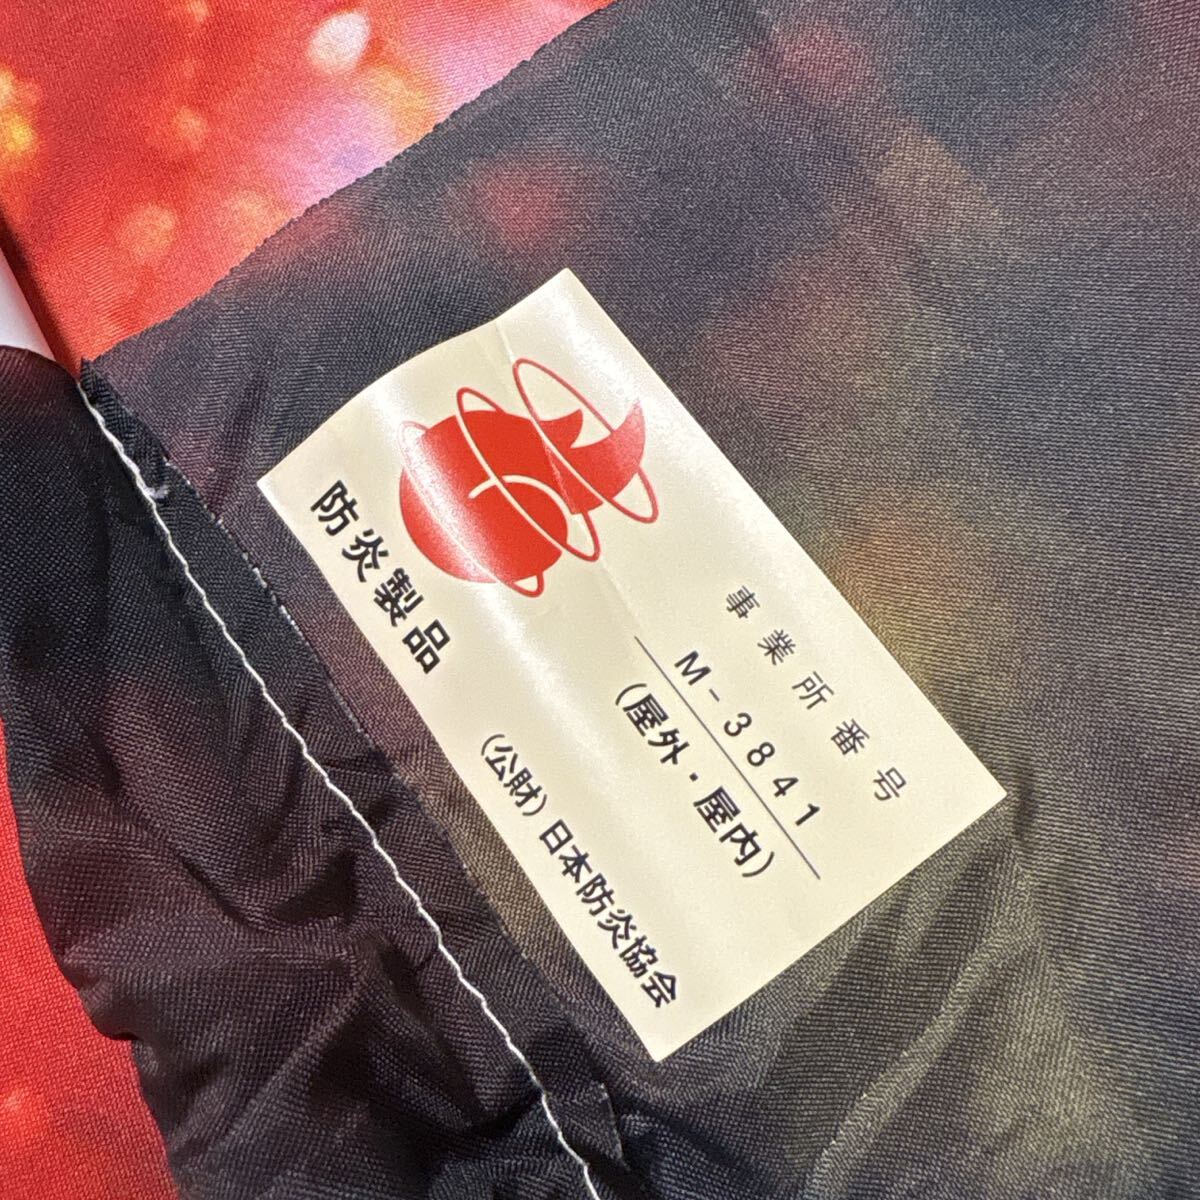 防炎製品
事業所番号
M-3841
(屋外・屋内)
(公財)日本防炎協会